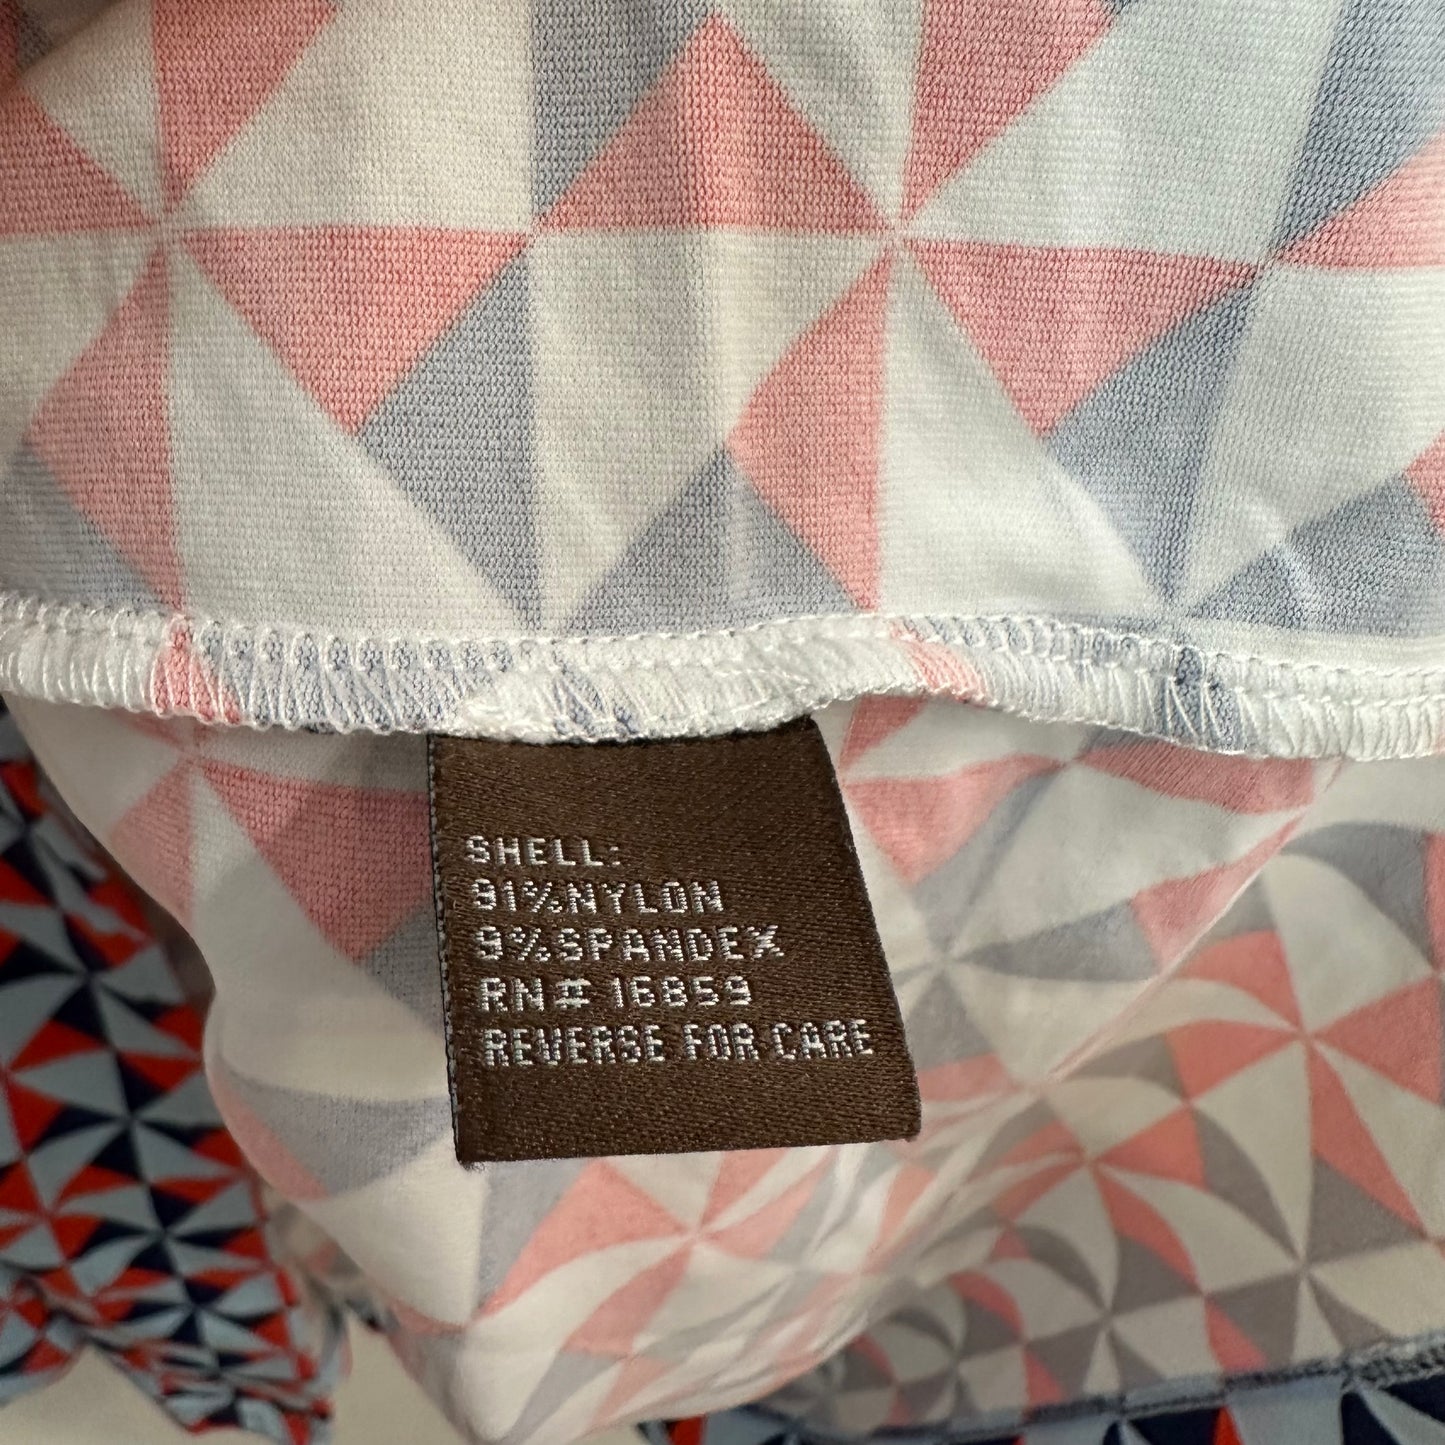 SHELL:
91%NYLON
9%SPANDEX
RN# 16859
REVERSE FOR CARE